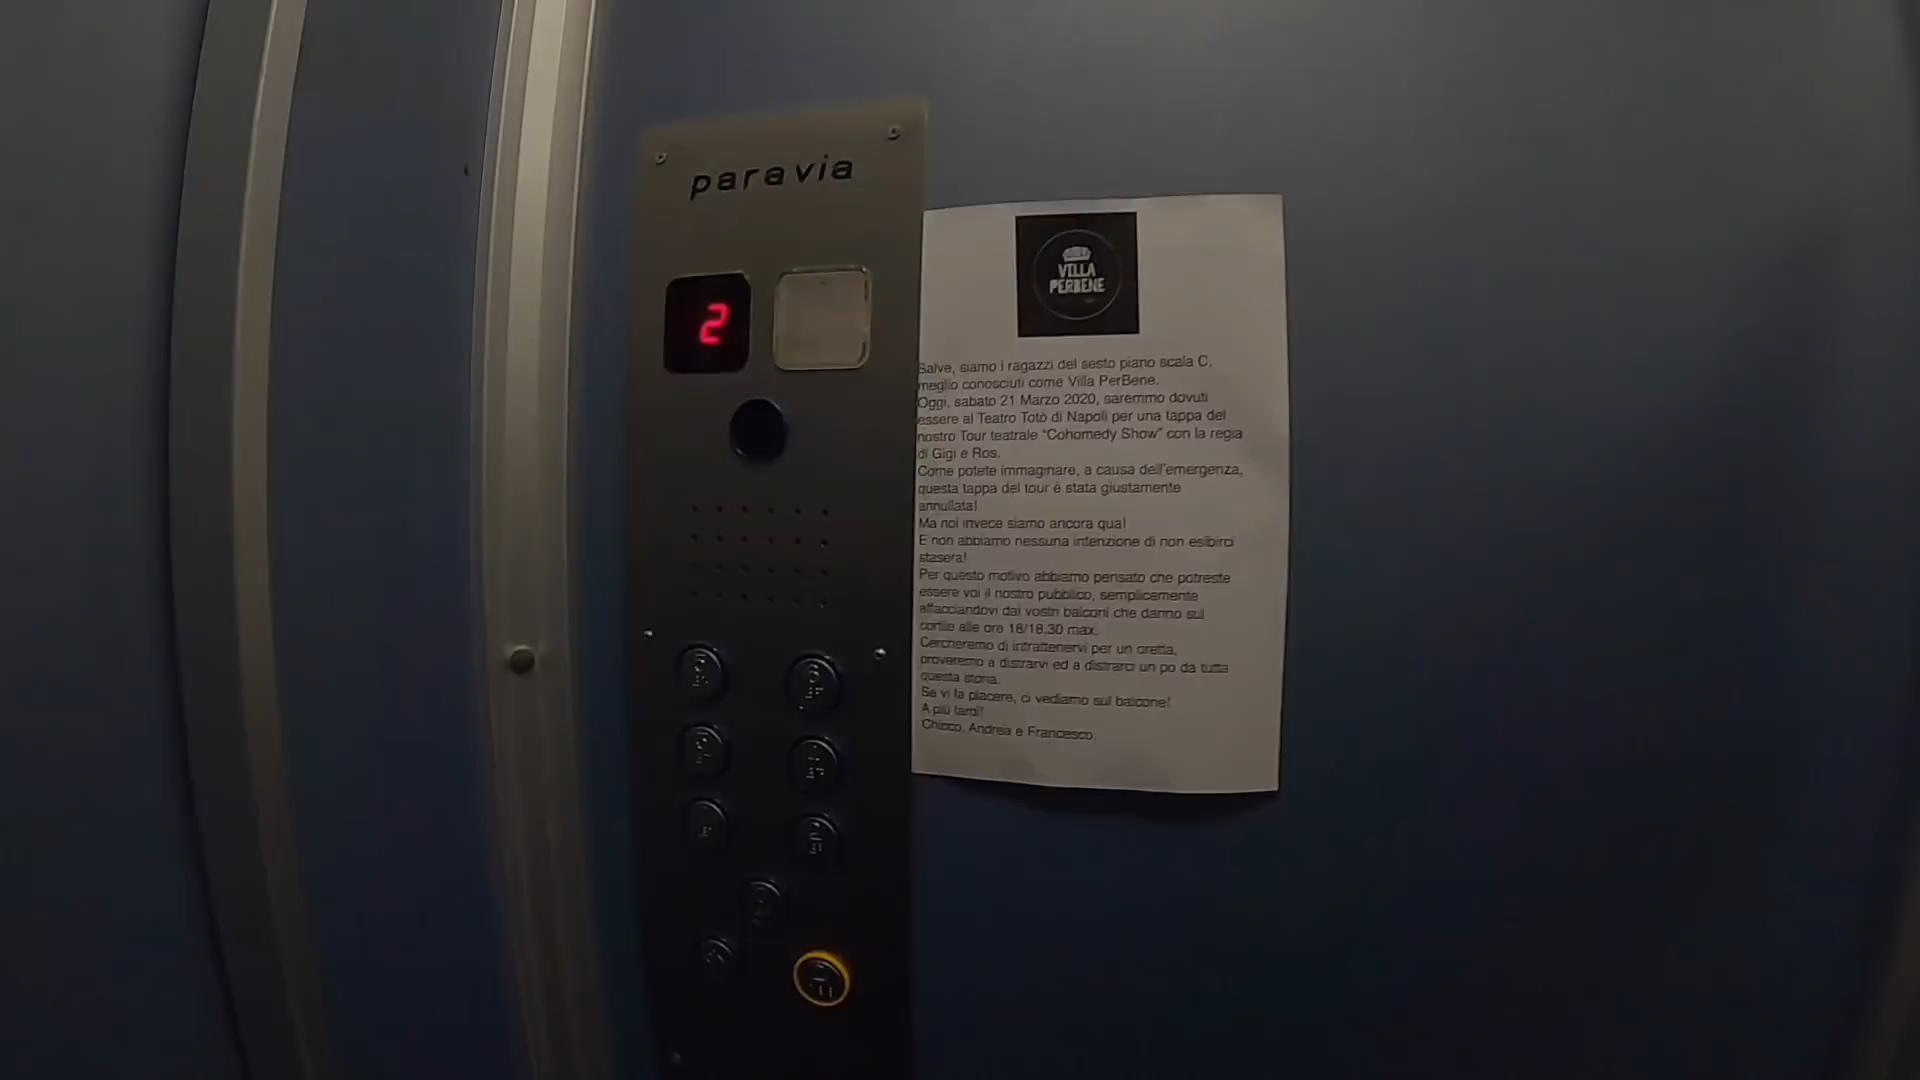 paravia
2
VILLA
PERBENE
Salve, siamo i ragazzi del sesto piano scala C,
meglio conosciuti come Villa PerBene.
Oggi, sabato 21 Marzo 2020, saremmo dovuti
essere al Teatro Totò di Napoli per una tappa del
nostro Tour teatrale “Cohomedy Show” con la regia
di Gigi e Ros.
Come potete immaginare, a causa dell'emergenza,
questa tappa del tour è stata giustamente
annullata!
Ma noi invece siamo ancora qua!
E non abbiamo nessuna intenzione di non esibirci
stasera!
Per questo motivo abbiamo pensato che potreste
essere voi il nostro pubblico, semplicemente
affacciandovi dai vostri balconi che danno sul
cortile alle ore 18/18.30 max.
Cercheremo di intrattenervi per un oretta,
proveremo a distrarvi ed a distrarci un po da tutta
questa storia.
Se vi fa piacere, ci vediamo sul balcone!
A più tardi!
Chicco, Andrea e Francesco.